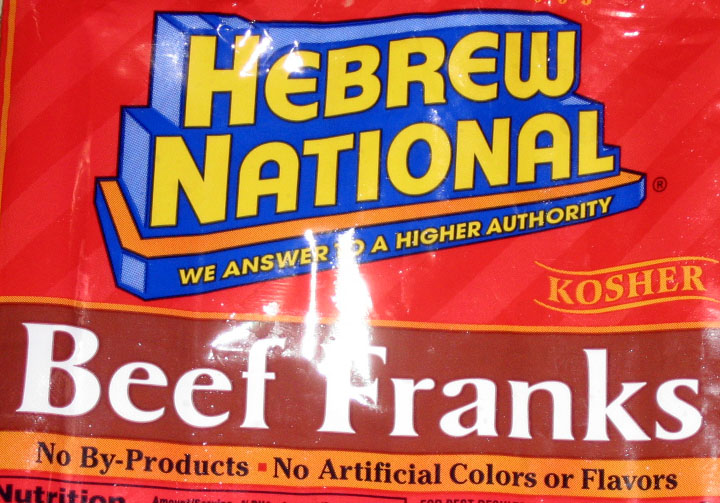 HEBREW
NATIONAL®
WE ANSWER TO A HIGHER AUTHORITY
KOSHER
Beef Franks
No By-Products ▪ No Artificial Colors or Flavors
Nutrition